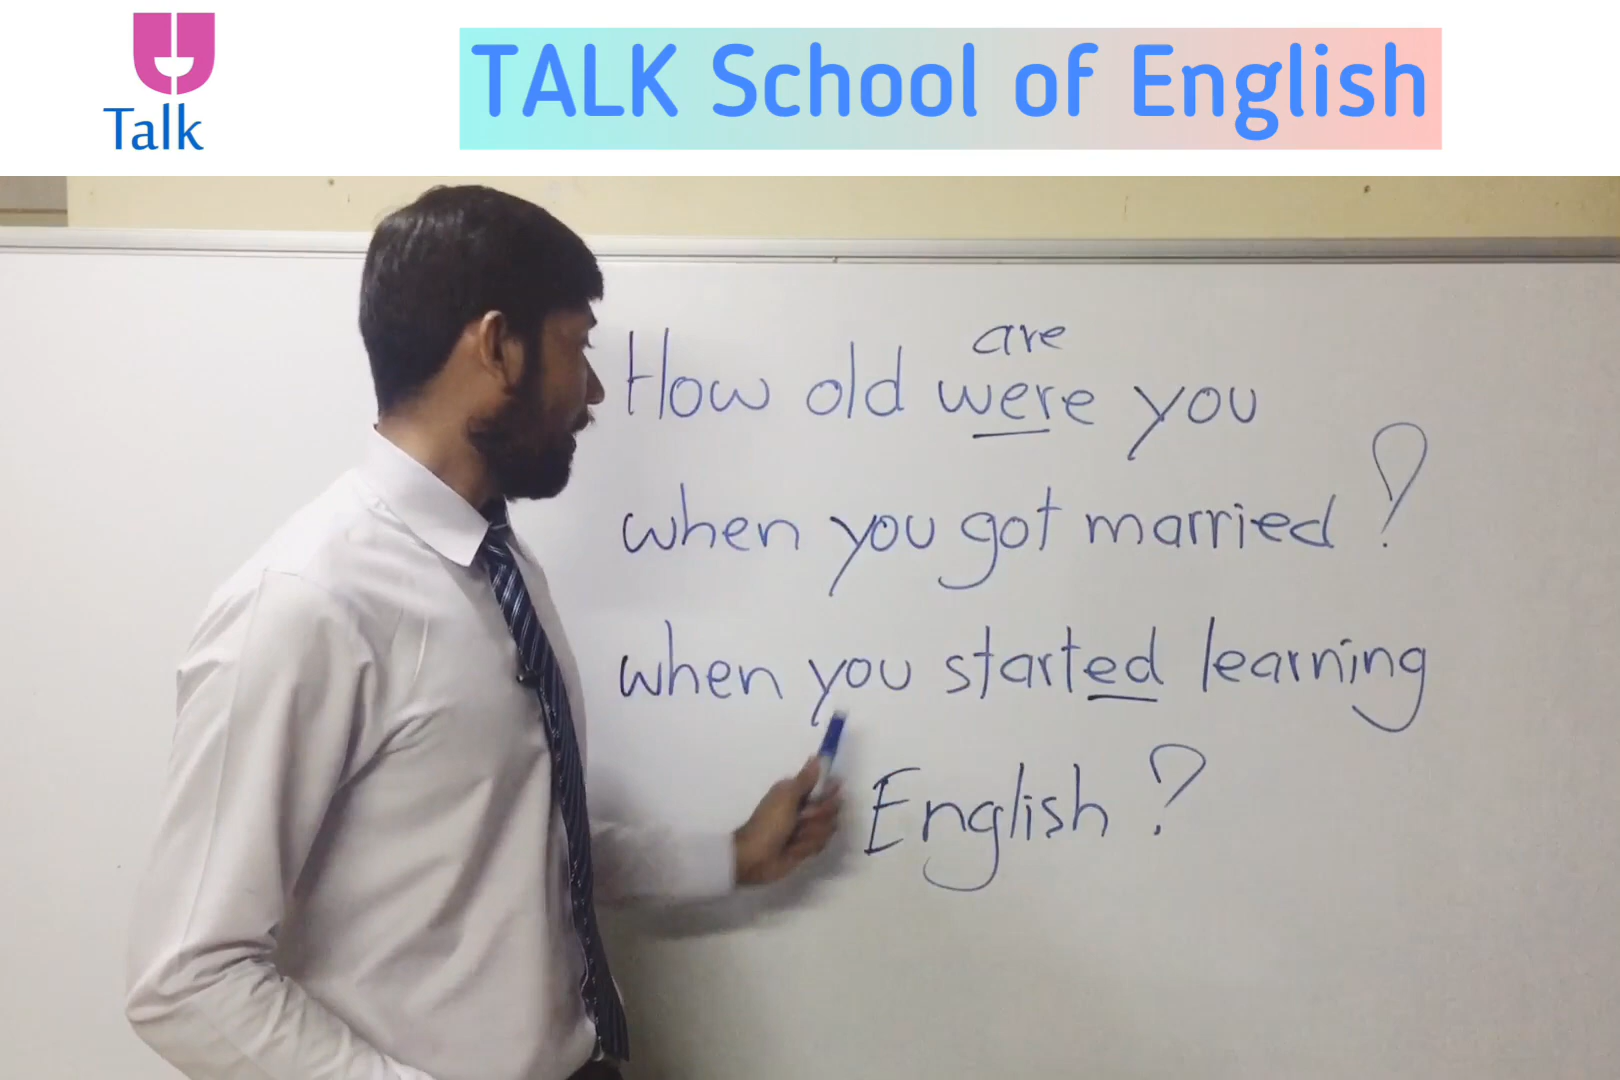 Talk
TALK School of English
are
How old were you
when you got married?
when you started learning
English?